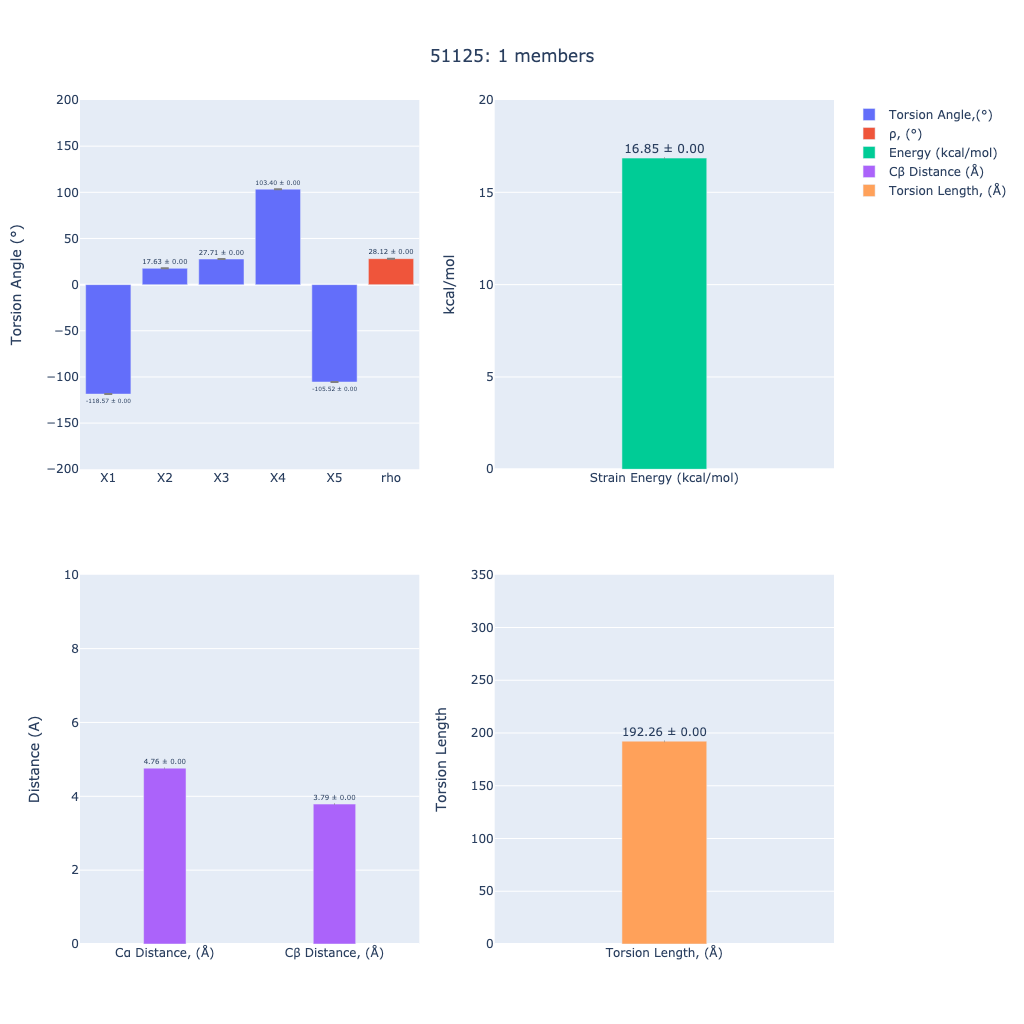 51125: 1 members
Torsion Angle (°)
200
150
100
50
0
−50
−100
−150
−200
-118.57 ± 0.00
17.63 ± 0.00
27.71 ± 0.00
103.40 ± 0.00
-105.52 ± 0.00
28.12 ± 0.00
X1 X2 X3 X4 X5 rho
kcal/mol
20
15
10
5
0
16.85 ± 0.00
Strain Energy (kcal/mol)
Torsion Angle,(°)
ρ, (°)
Energy (kcal/mol)
Cβ Distance (Å)
Torsion Length, (Å)
Distance (A)
10
8
6
4
2
0
4.76 ± 0.00
3.79 ± 0.00
Cα Distance, (Å) Cβ Distance, (Å)
Torsion Length
350
300
250
200
150
100
50
0
192.26 ± 0.00
Torsion Length, (Å)